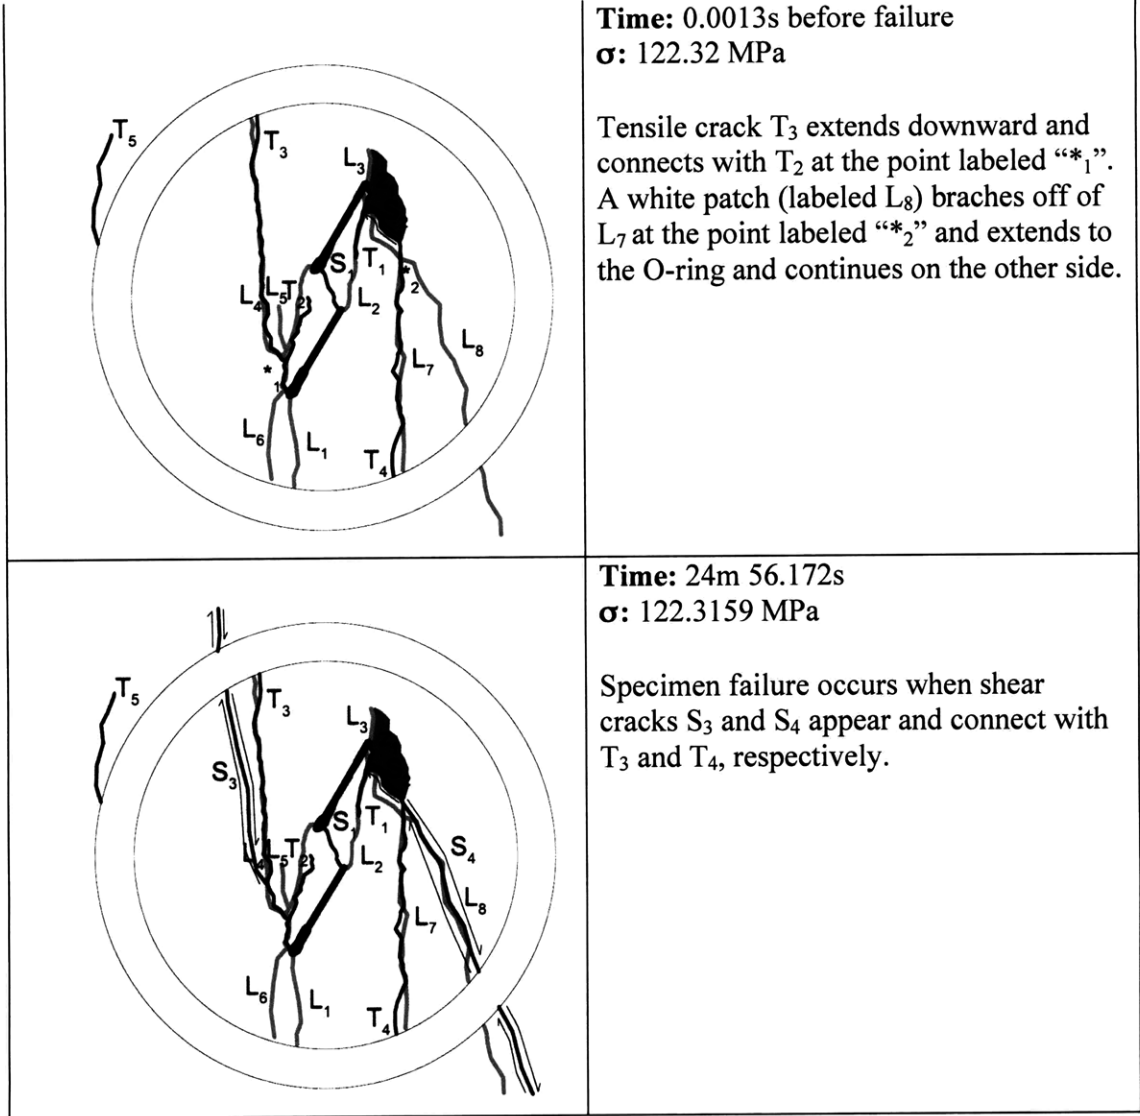 Time: 0.0013s before failure
σ: 122.32 MPa
Tensile crack T₃ extends downward and
connects with T₂ at the point labeled “*₁”.
A white patch (labeled L₈) braches off of
L₇ at the point labeled “*₂” and extends to
the O-ring and continues on the other side.
T₅
T₃
L₃
S₁
T₁
L₄
L₅
T₂
L₂
*₂
L₈
L₇
*₁
L₆
L₁
T₄
Time: 24m 56.172s
σ: 122.3159 MPa
Specimen failure occurs when shear
cracks S₃ and S₄ appear and connect with
T₃ and T₄, respectively.
T₅
T₃
L₃
S₃
S₁
T₁
S₄
L₄
L₅
T₂
L₂
L₈
L₇
L₆
L₁
T₄